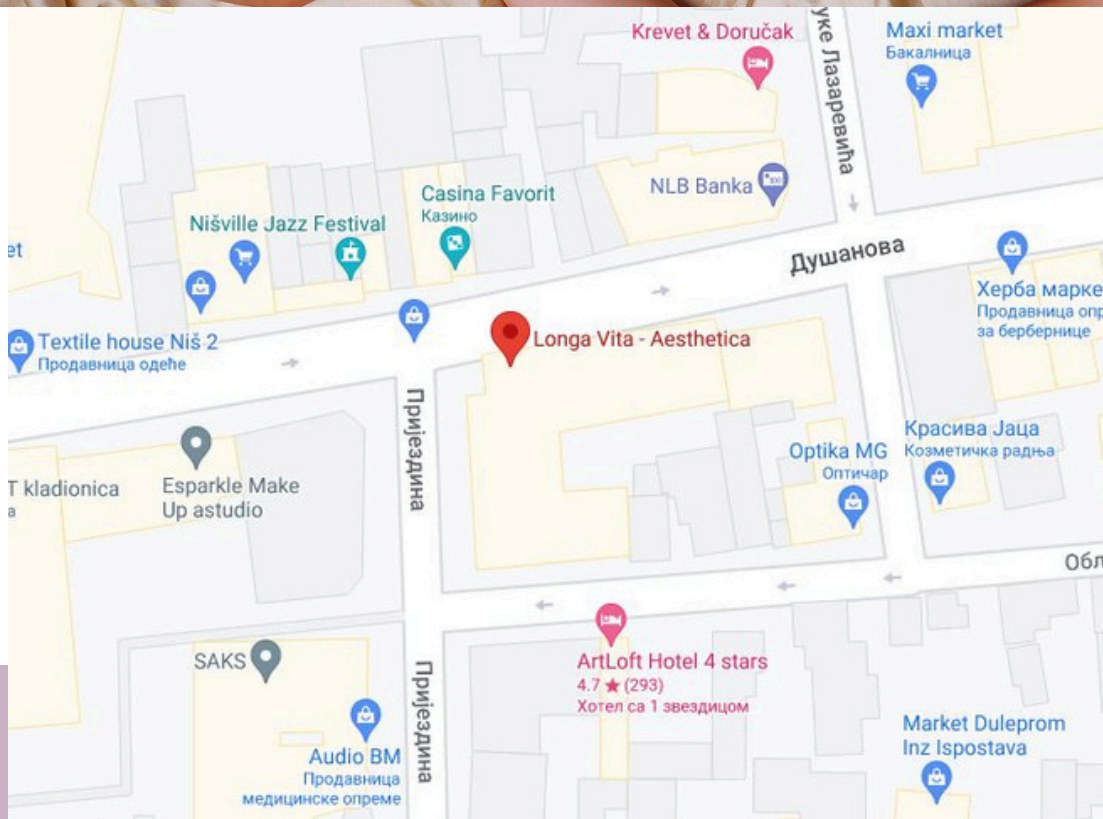 Krevet & Doručak
Maxi market
Бакалница
уке Лазаревића
NLB Banka
Casina Favorit
Казино
Nišville Jazz Festival
et
Душанова
Херба марке
Продавница опр
за бербернице
Textile house Niš 2
Продавница одеће
Longa Vita - Aesthetica
Пријездина
Optika MG
Оптичар
Красива Јаца
Козметичка радња
T kladionica
а
Esparkle Make
Up astudio
Обл
SAKS
ArtLoft Hotel 4 stars
4.7 ★ (293)
Хотел са 1 звездицом
Пријездина
Audio BM
Продавница
медицинске опреме
Market Duleprom
Inz Ispostava